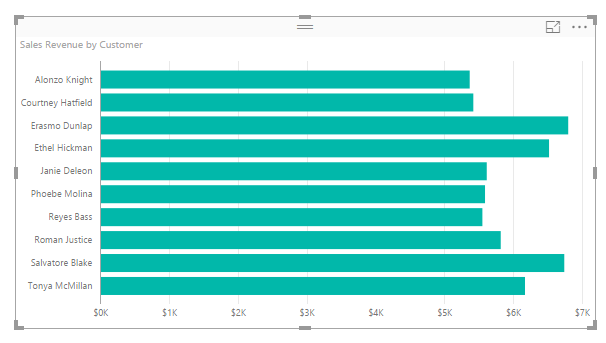 Sales Revenue by Customer
Alonzo Knight
Courtney Hatfield
Erasmo Dunlap
Ethel Hickman
Janie Deleon
Phoebe Molina
Reyes Bass
Roman Justice
Salvatore Blake
Tonya McMillan
$0K $1K $2K $3K $4K $5K $6K $7K